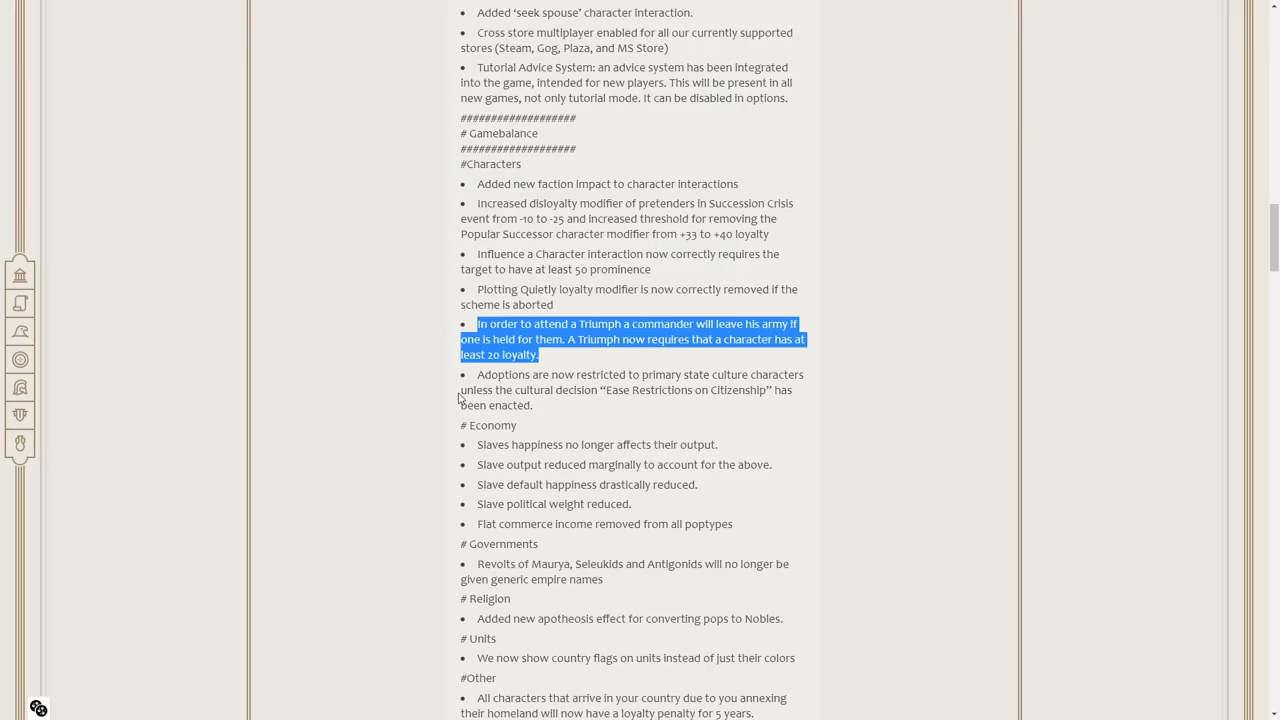 Added ‘seek spouse’ character interaction.
Cross store multiplayer enabled for all our currently supported
stores (Steam, Gog, Plaza, and MS Store)
Tutorial Advice System: an advice system has been integrated
into the game, intended for new players. This will be present in all
new games, not only tutorial mode. It can be disabled in options.
###################
# Gamebalance
###################
#Characters
Added new faction impact to character interactions
Increased disloyalty modifier of pretenders in Succession Crisis
event from -10 to -25 and increased threshold for removing the
Popular Successor character modifier from +33 to +40 loyalty
Influence a Character interaction now correctly requires the
target to have at least 50 prominence
Plotting Quietly loyalty modifier is now correctly removed if the
scheme is aborted
In order to attend a Triumph a commander will leave his army if
one is held for them. A Triumph now requires that a character has at
least 20 loyalty.
Adoptions are now restricted to primary state culture characters
unless the cultural decision “Ease Restrictions on Citizenship” has
been enacted.
# Economy
Slaves happiness no longer affects their output.
Slave output reduced marginally to account for the above.
Slave default happiness drastically reduced.
Slave political weight reduced.
Flat commerce income removed from all poptypes
# Governments
Revolts of Maurya, Seleukids and Antigonids will no longer be
given generic empire names
# Religion
Added new apotheosis effect for converting pops to Nobles.
# Units
We now show country flags on units instead of just their colors
#Other
All characters that arrive in your country due to you annexing
their homeland will now have a loyalty penalty for 5 years.